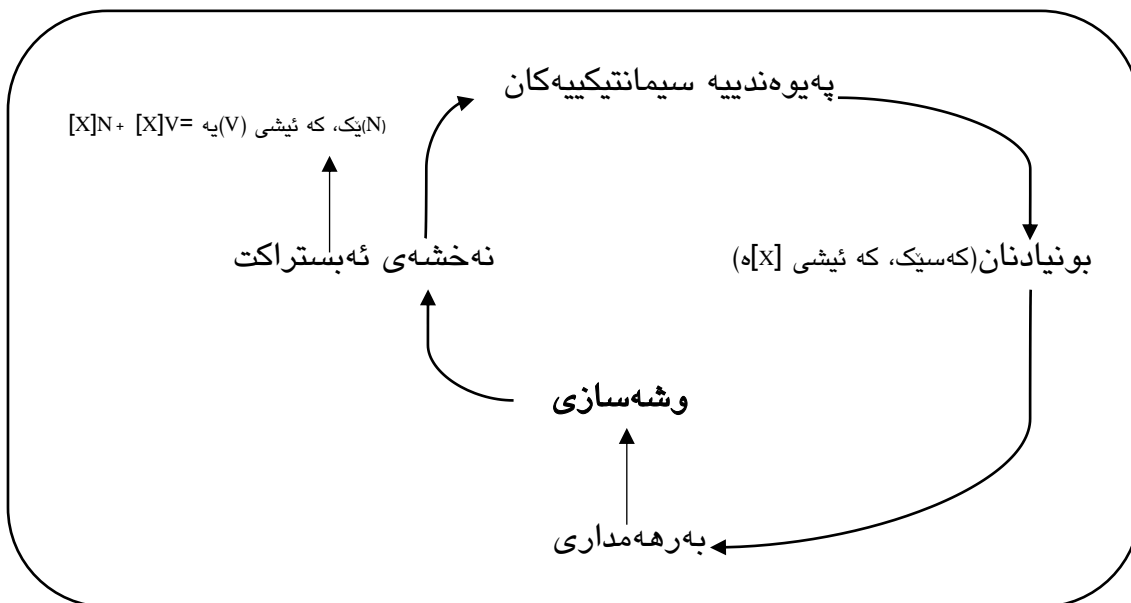 پەیوەندییە سیمانتیکییەکان
(N)ێک، کە ئیشی (V)یە =[X]N+ [X]V
نەخشەی ئەبستراکت
بونیادنان(کەسێک، کە ئیشی [X]ە)
وشەسازی
بەرهەمداری